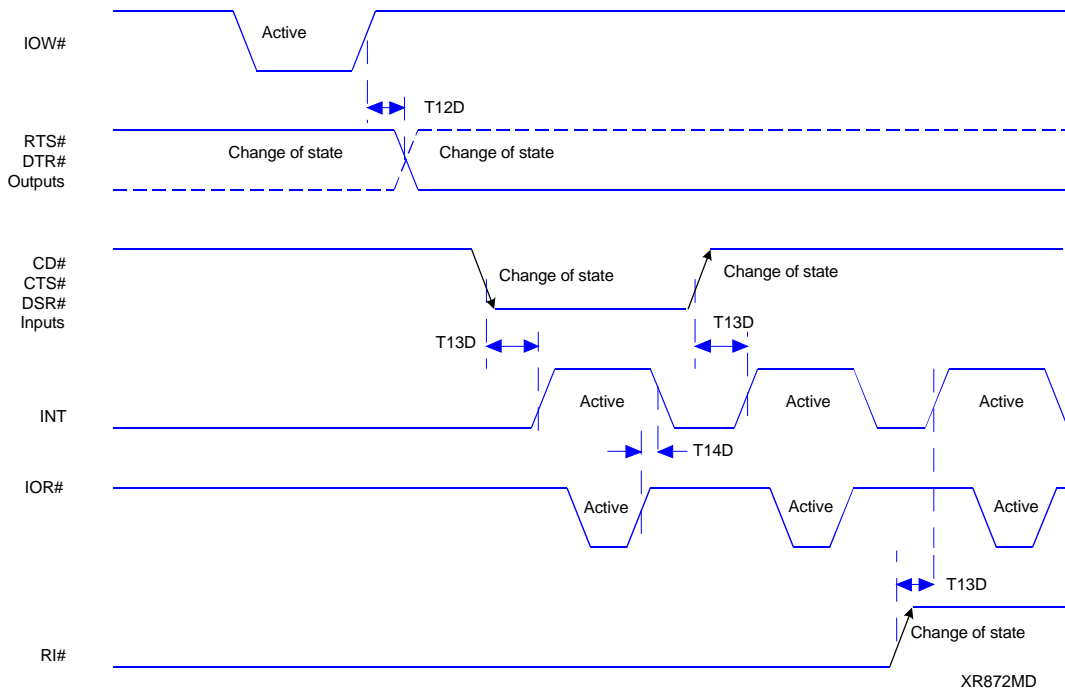 IOW#
Active
T12D
RTS#
DTR#
Outputs
Change of state
Change of state
CD#
CTS#
DSR#
Inputs
Change of state
Change of state
T13D
T13D
INT
Active
Active
Active
T14D
IOR#
Active
Active
Active
T13D
RI#
Change of state
XR872MD